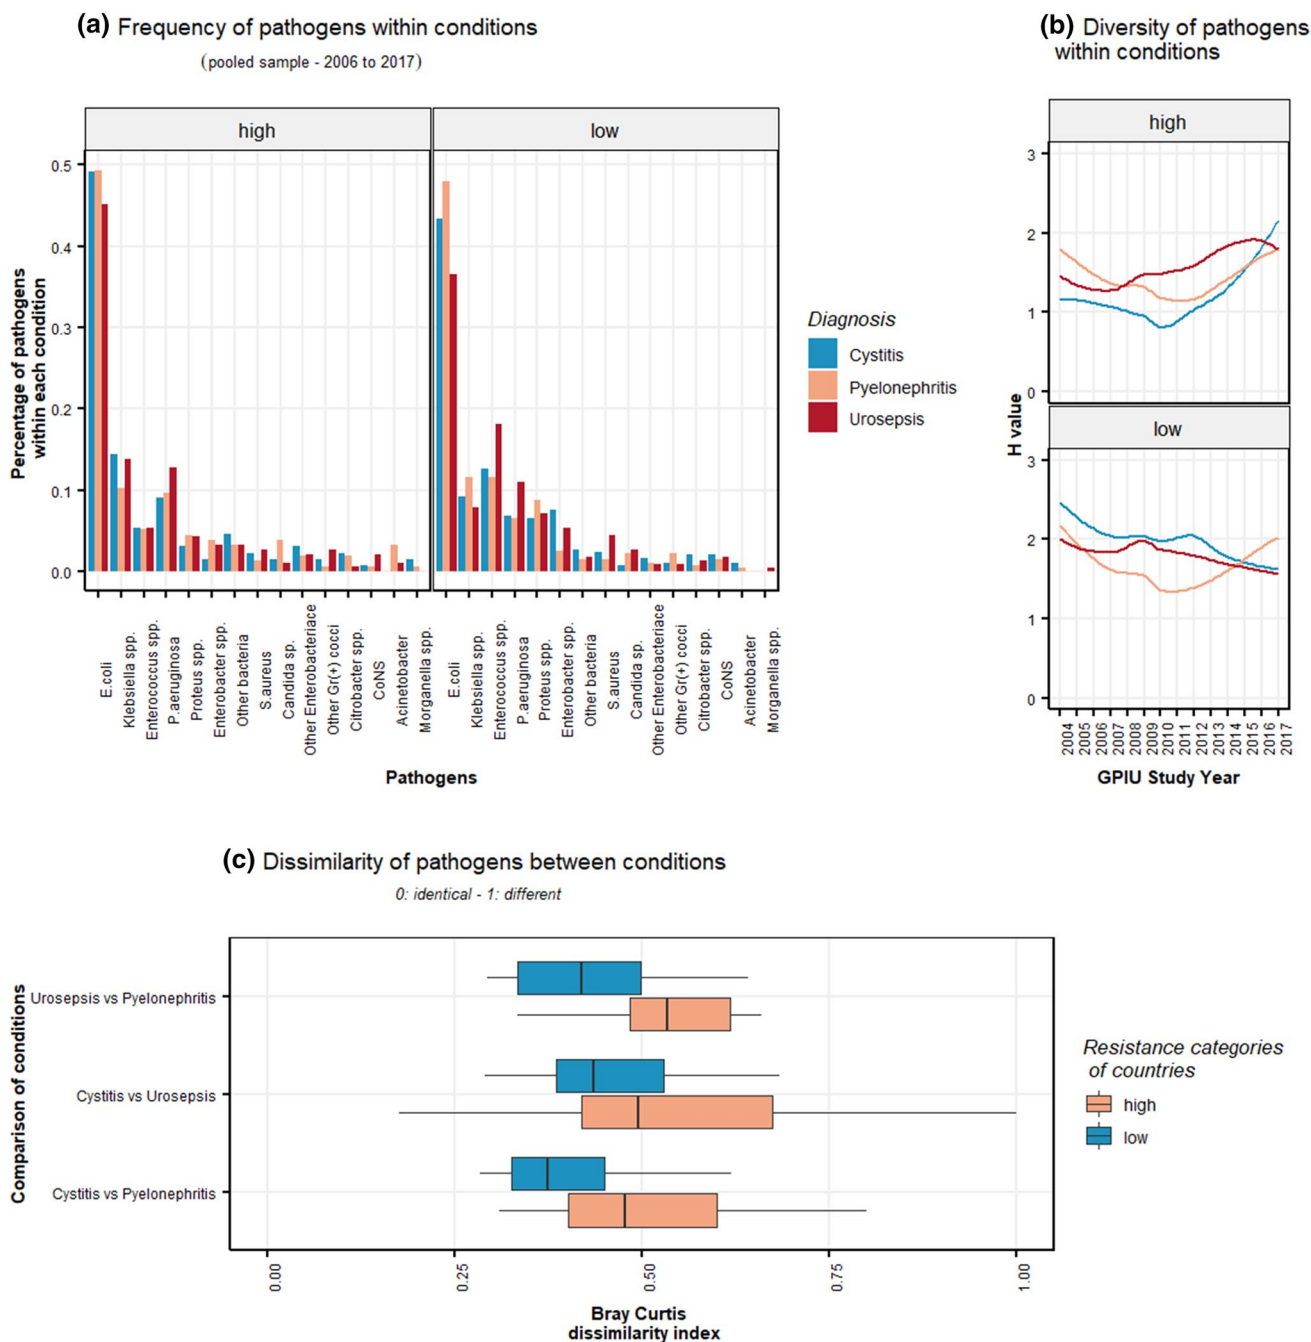 (a) Frequency of pathogens within conditions
(pooled sample - 2006 to 2017)
high
low
0.5
0.4
0.3
0.2
0.1
0.0
Percentage of pathogens
within each condition
E.coli
Klebsiella spp.
Enterococcus spp.
P.aeruginosa
Proteus spp.
Enterobacter spp.
Other bacteria
S.aureus
Candida sp.
Other Enterobacteriace
Other Gr(+) cocci
Citrobacter spp.
CoNS
Acinetobacter
Morganella spp.
E.coli
Klebsiella spp.
Enterococcus spp.
P.aeruginosa
Proteus spp.
Enterobacter spp.
Other bacteria
S.aureus
Candida sp.
Other Enterobacteriace
Other Gr(+) cocci
Citrobacter spp.
CoNS
Acinetobacter
Morganella spp.
Pathogens
Diagnosis
Cystitis
Pyelonephritis
Urosepsis
(b) Diversity of pathogens
within conditions
high
3
2
1
0
low
3
2
1
0
H value
2004
2005
2006
2007
2008
2009
2010
2011
2012
2013
2014
2015
2016
2017
GPIU Study Year
(c) Dissimilarity of pathogens between conditions
0: identical - 1: different
Comparison of conditions
Urosepsis vs Pyelonephritis
Cystitis vs Urosepsis
Cystitis vs Pyelonephritis
0.00
0.25
0.50
0.75
1.00
Bray Curtis
dissimilarity index
Resistance categories
of countries
high
low